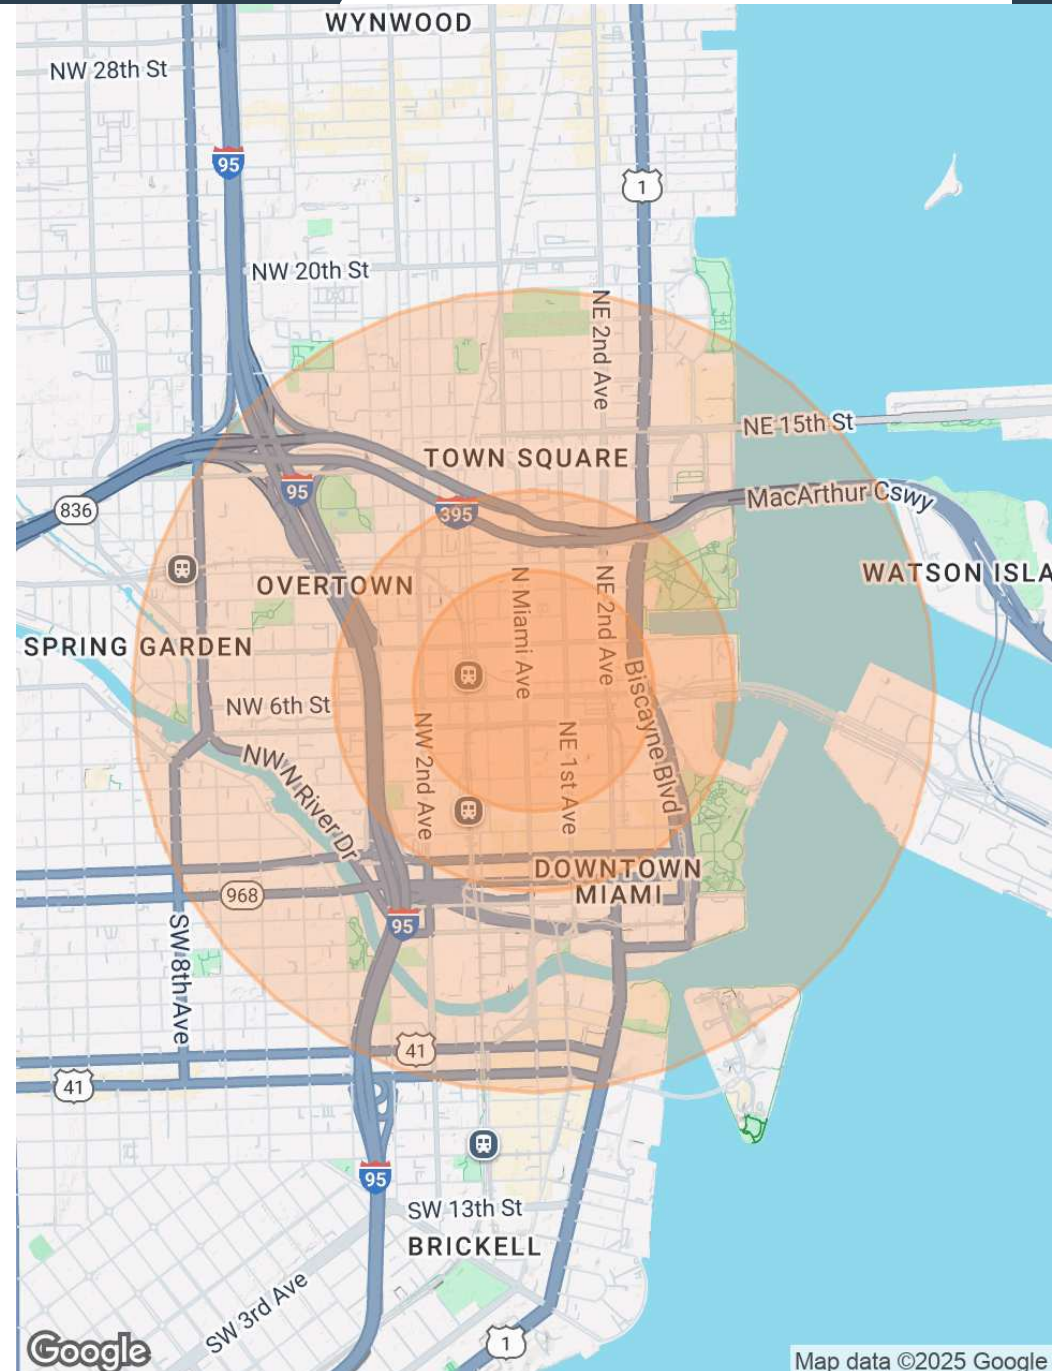 WYNWOOD
NW 28th St
95
1
NW 20th St
NE 2nd Ave
NE 15th St
TOWN SQUARE
95
836
395
MacArthur Cswy
OVERTOWN
N Miami Ave
NE 2nd Ave
WATSON ISLA
SPRING GARDEN
NW 6th St
Biscayne Blvd
NW 2nd Ave
NE 1st Ave
NW N River Dr
DOWNTOWN
MIAMI
968
95
SW 8th Ave
41
41
95
SW 13th St
BRICKELL
SW 3rd Ave
1
Google
Map data ©2025 Google